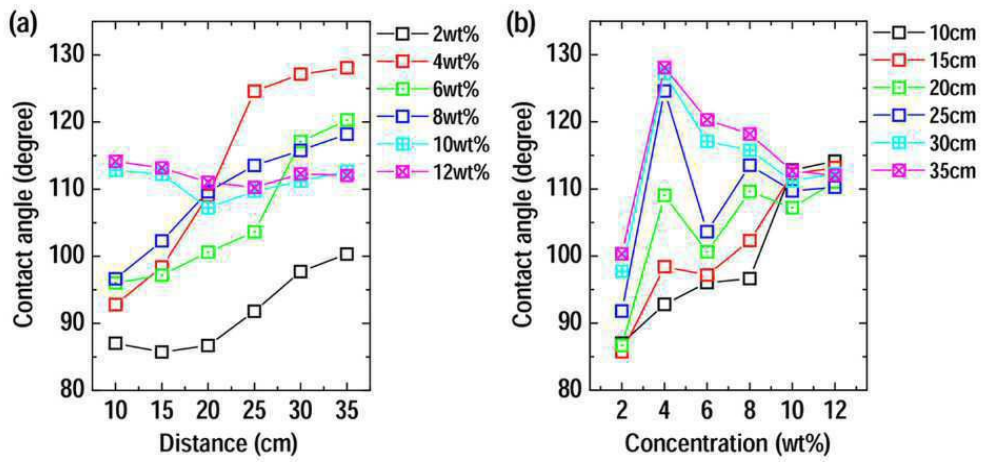 (a)
130
120
110
100
90
80
Contact angle (degree)
10 15 20 25 30 35
Distance (cm)
2wt%
4wt%
6wt%
8wt%
10wt%
12wt%
(b)
130
120
110
100
90
80
Contact angle (degree)
2 4 6 8 10 12
Concentration (wt%)
10cm
15cm
20cm
25cm
30cm
35cm